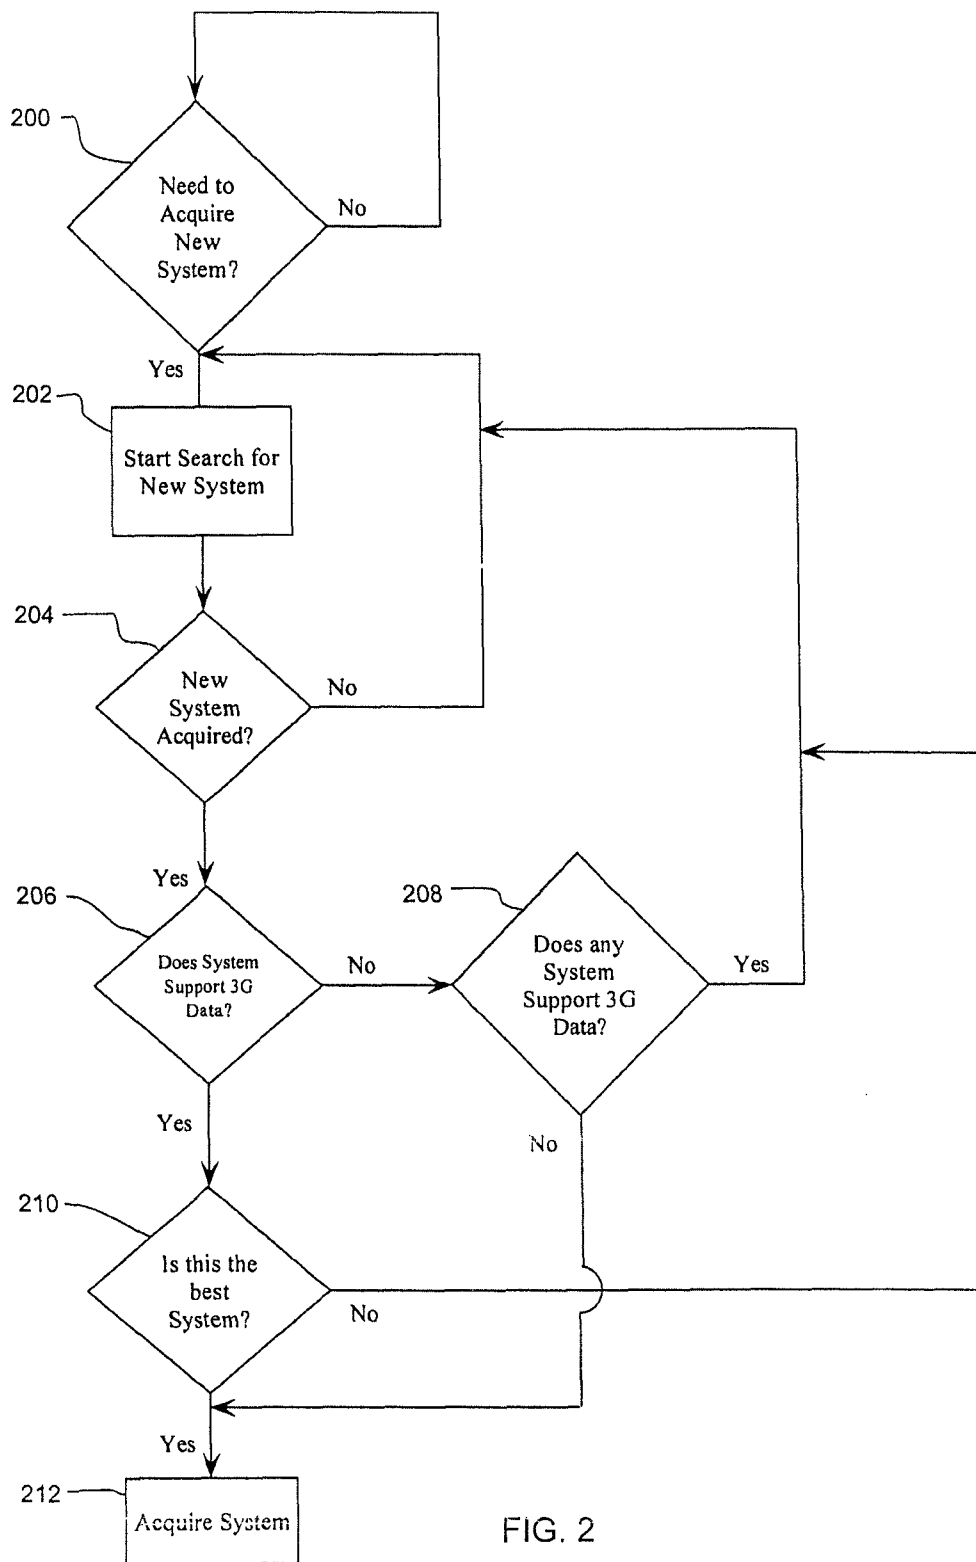 200
Need to
Acquire
New
System?
No
Yes
202
Start Search for
New System
204
New
System
Acquired?
No
Yes
206
Does System
Support 3G
Data?
No
208
Does any
System
Support 3G
Data?
Yes
Yes
No
210
Is this the
best
System?
No
Yes
212
Acquire System
FIG. 2